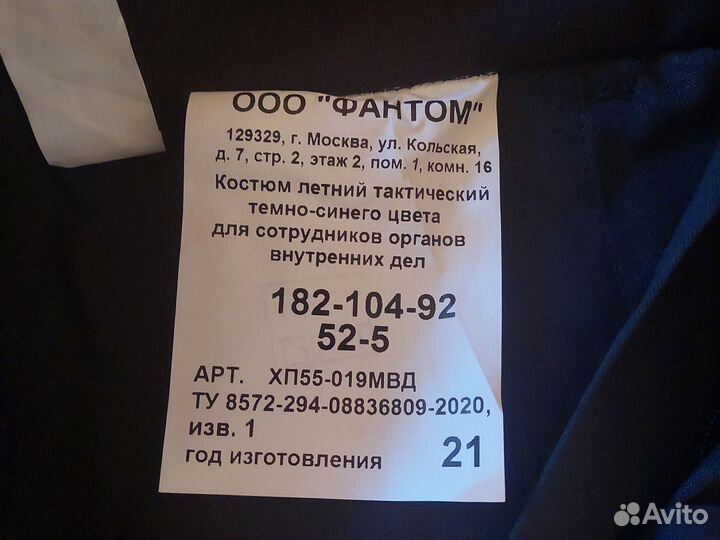 ООО "ФАНТОМ"
129329, г. Москва, ул. Кольская,
д. 7, стр. 2, этаж 2, пом. 1, комн. 16
Костюм летний тактический
темно-синего цвета
для сотрудников органов
внутренних дел
182-104-92
52-5
АРТ. ХП55-019МВД
ТУ 8572-294-08836809-2020,
изв. 1
год изготовления 21
Avito